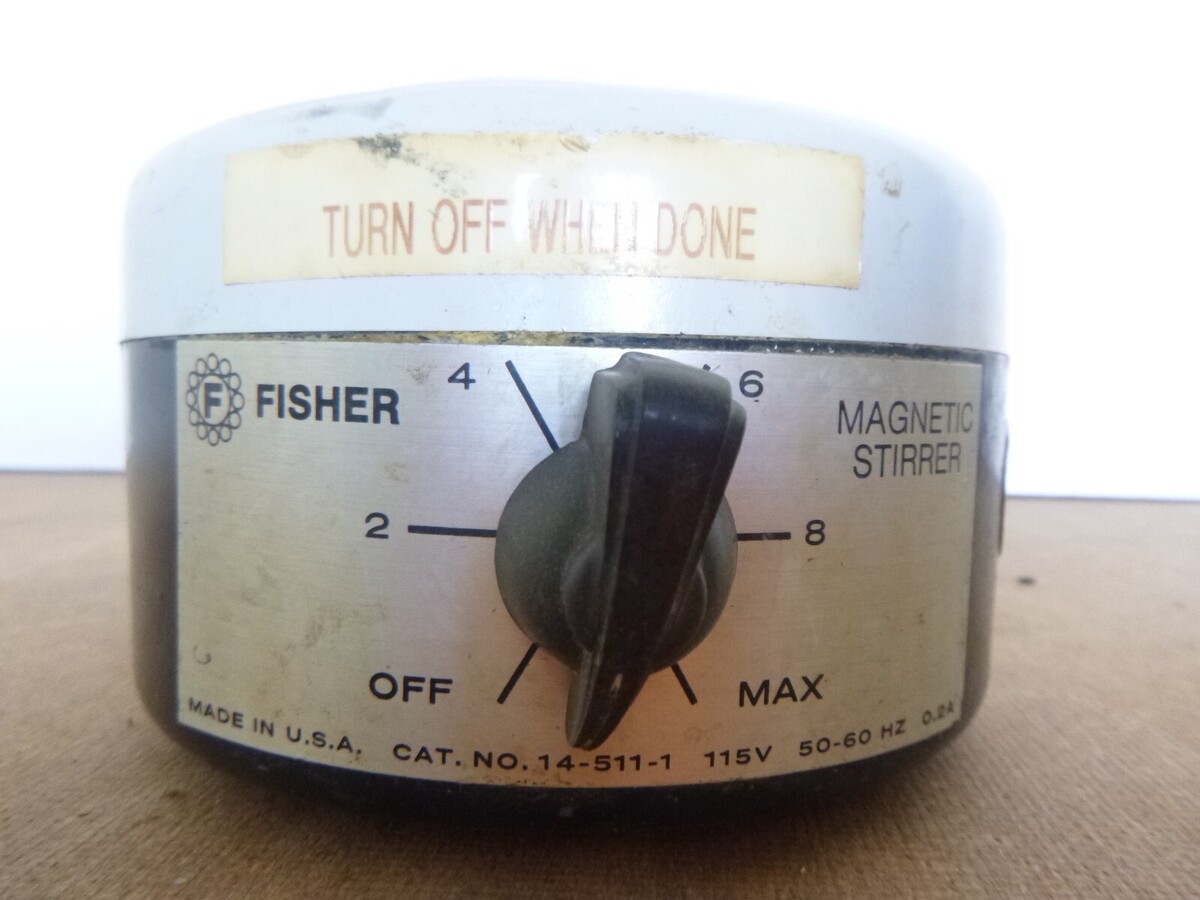 TURN OFF WHEN DONE
F FISHER
4
6
MAGNETIC
STIRRER
2
8
OFF
MAX
MADE IN U.S.A. CAT. NO. 14-511-1 115V 50-60 HZ 0.2A